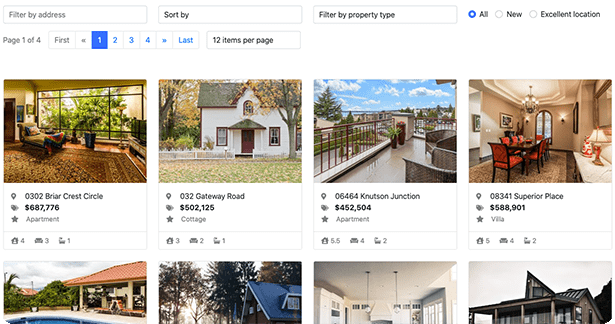 Filter by address
Sort by
Filter by property type
All New Excellent location
Page 1 of 4
First « 1 2 3 4 » Last
12 items per page
0302 Briar Crest Circle
$687,776
Apartment
4 3 1
032 Gateway Road
$502,125
Cottage
3 2 1
06464 Knutson Junction
$452,504
Apartment
5.5 4 2
08341 Superior Place
$588,901
Villa
5 4 2